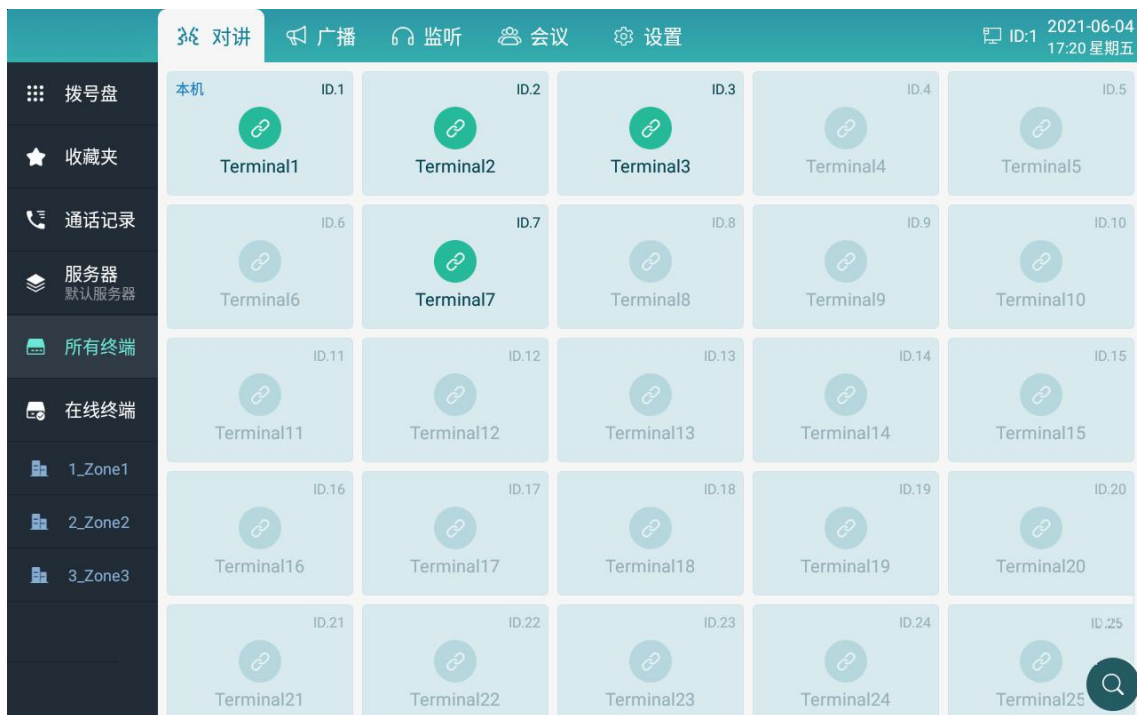 对讲
广播
监听
会议
设置
ID:1
2021-06-04
17:20 星期五
拨号盘
收藏夹
通话记录
服务器
默认服务器
所有终端
在线终端
1_Zone1
2_Zone2
3_Zone3
本机 ID.1
Terminal1
ID.2
Terminal2
ID.3
Terminal3
ID.4
Terminal4
ID.5
Terminal5
ID.6
Terminal6
ID.7
Terminal7
ID.8
Terminal8
ID.9
Terminal9
ID.10
Terminal10
ID.11
Terminal11
ID.12
Terminal12
ID.13
Terminal13
ID.14
Terminal14
ID.15
Terminal15
ID.16
Terminal16
ID.17
Terminal17
ID.18
Terminal18
ID.19
Terminal19
ID.20
Terminal20
ID.21
Terminal21
ID.22
Terminal22
ID.23
Terminal23
ID.24
Terminal24
ID.25
Terminal25